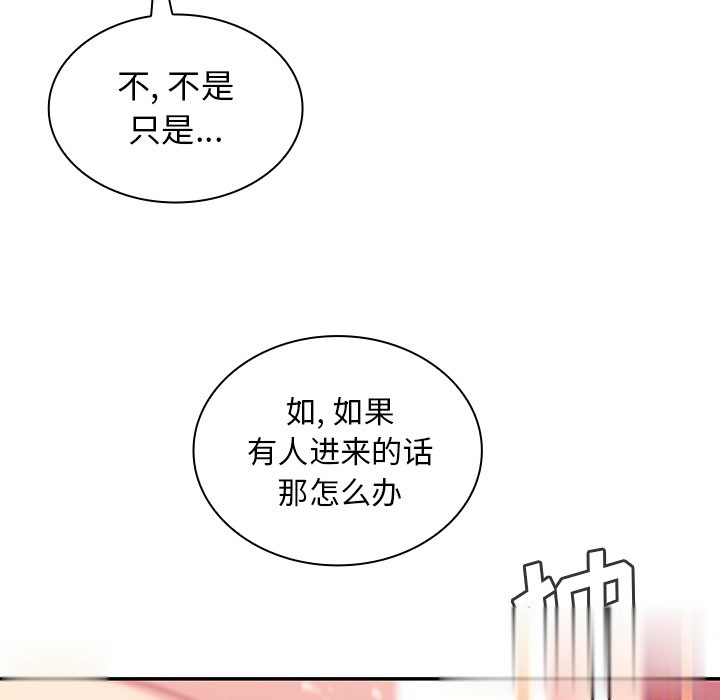 不, 不是
只是...
如, 如果
有人进来的话
那怎么办